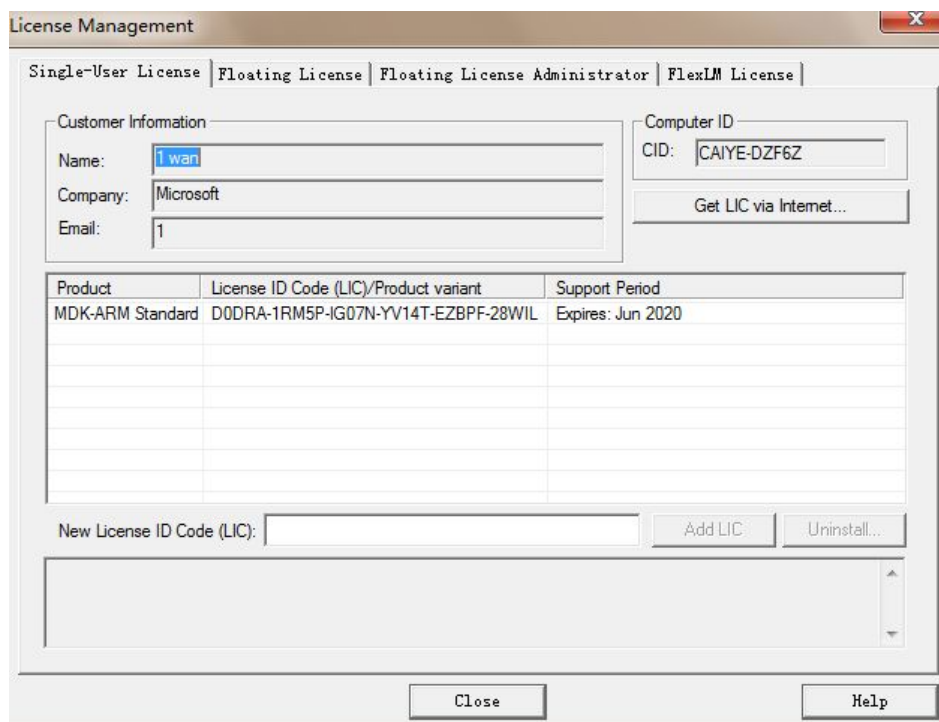 License Management
Single-User License Floating License Floating License Administrator FlexLM License
Customer Information
Name: 1 wan
Company: Microsoft
Email: 1
Computer ID
CID: CAIYE-DZF6Z
Get LIC via Internet...
Product License ID Code (LIC)/Product variant Support Period
MDK-ARM Standard D0DRA-1RM5P-IG07N-YV14T-EZBPF-28WIL Expires: Jun 2020
New License ID Code (LIC): Add LIC Uninstall...
Close Help